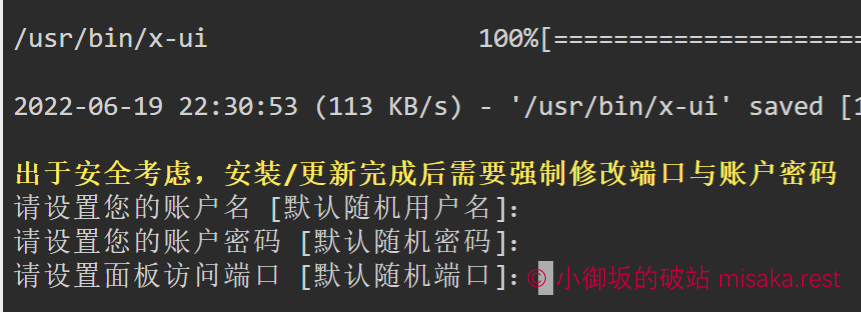 /usr/bin/x-ui 100%[=====================
2022-06-19 22:30:53 (113 KB/s) - '/usr/bin/x-ui' saved [1
出于安全考虑，安装/更新完成后需要强制修改端口与账户密码
请设置您的账户名 [默认随机用户名]:
请设置您的账户密码 [默认随机密码]:
请设置面板访问端口 [默认随机端口]:
© 小御坂的破站 misaka.rest